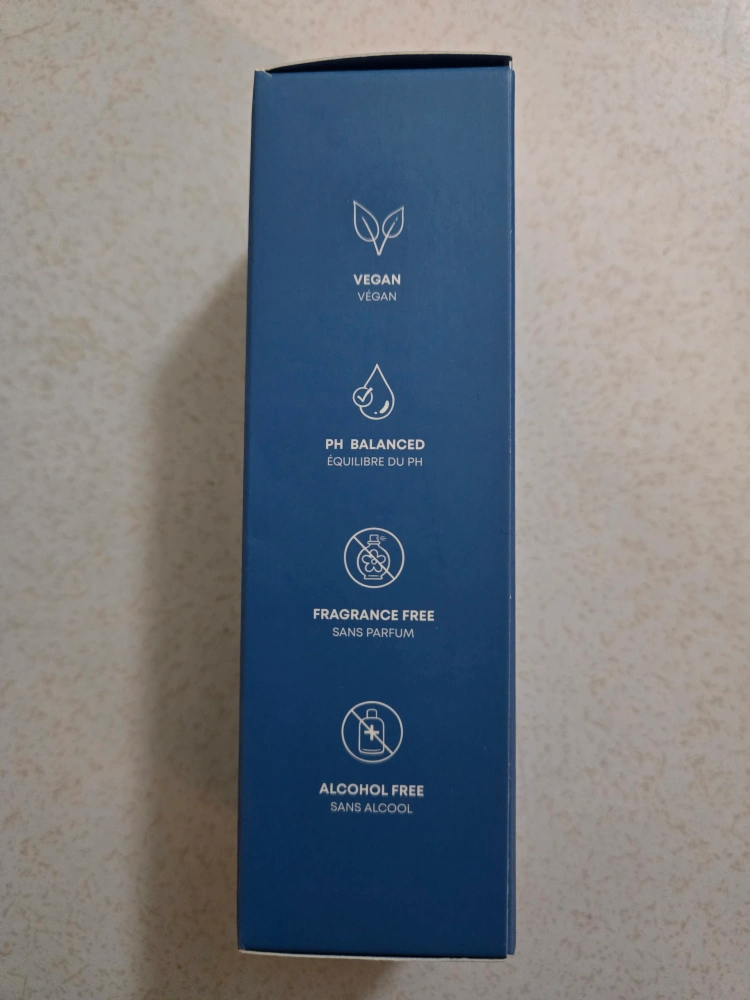 VEGAN
VÉGAN
PH BALANCED
ÉQUILIBRE DU PH
FRAGRANCE FREE
SANS PARFUM
ALCOHOL FREE
SANS ALCOOL